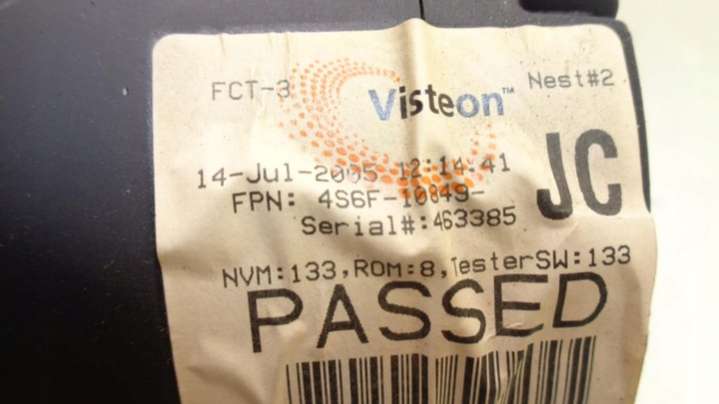 FCT-3
Visteon™
Nest#2
JC
14-Jul-2005 12:14:41
FPN: 4S6F-10849-
Serial#:463385
NVM:133,ROM:8,TesterSW:133
PASSED